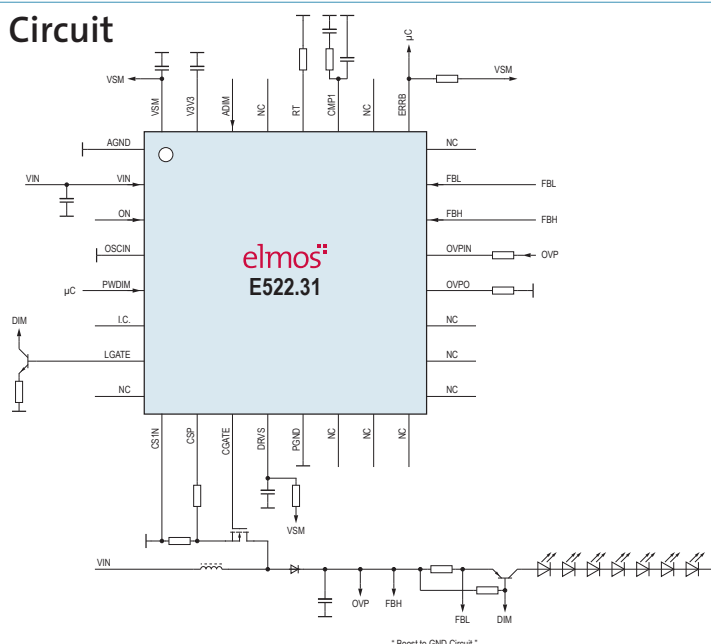 Circuit
µC
VSM
VSM
VSM
V3V3
ADIM
NC
RT
CMP1
NC
ERRB
AGND
NC
VIN
VIN
FBL
FBL
ON
FBH
FBH
OSCIN
elmos
OVPIN
OVP
µC
PWDIM
E522.31
OVPO
DIM
I.C.
NC
LGATE
NC
NC
NC
CS1N
CSP
CGATE
DRVS
PGND
NC
NC
NC
VSM
VIN
OVP
FBH
FBL
DIM
" Boost to GND Circuit "